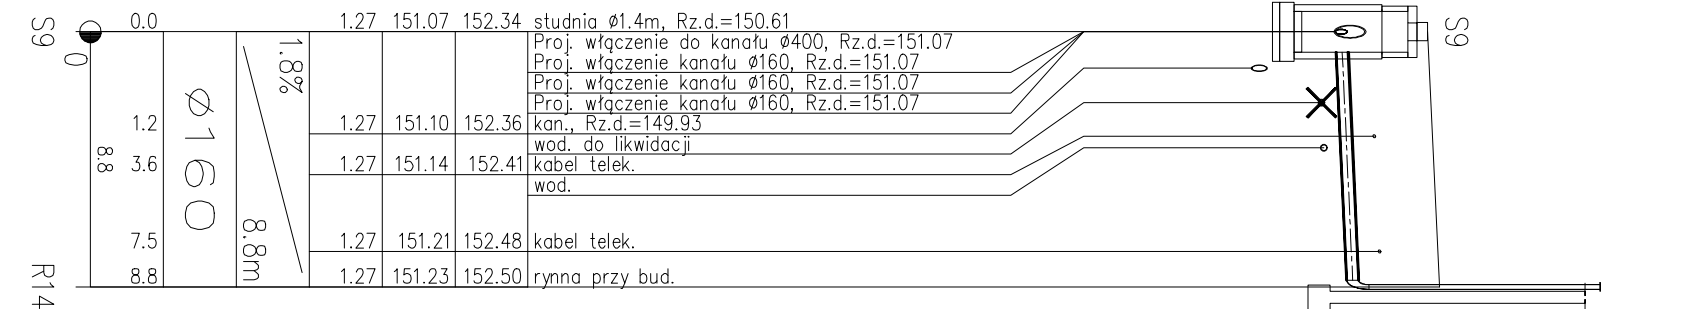 S9 0.0 1.27 151.07 152.34 studnia ø1.4m, Rz.d.=150.61 S9
0 1.8% Proj. włączenie do kanału ø400, Rz.d.=151.07
Proj. włączenie kanału ø160, Rz.d.=151.07
Proj. włączenie kanału ø160, Rz.d.=151.07
Proj. włączenie kanału ø160, Rz.d.=151.07
1.2 1.27 151.10 152.36 kan., Rz.d.=149.93
wod. do likwidacji
8.8 3.6 ø160 1.27 151.14 152.41 kabel telek.
wod.
7.5 8.8m 1.27 151.21 152.48 kabel telek.
R14 8.8 1.27 151.23 152.50 rynna przy bud.